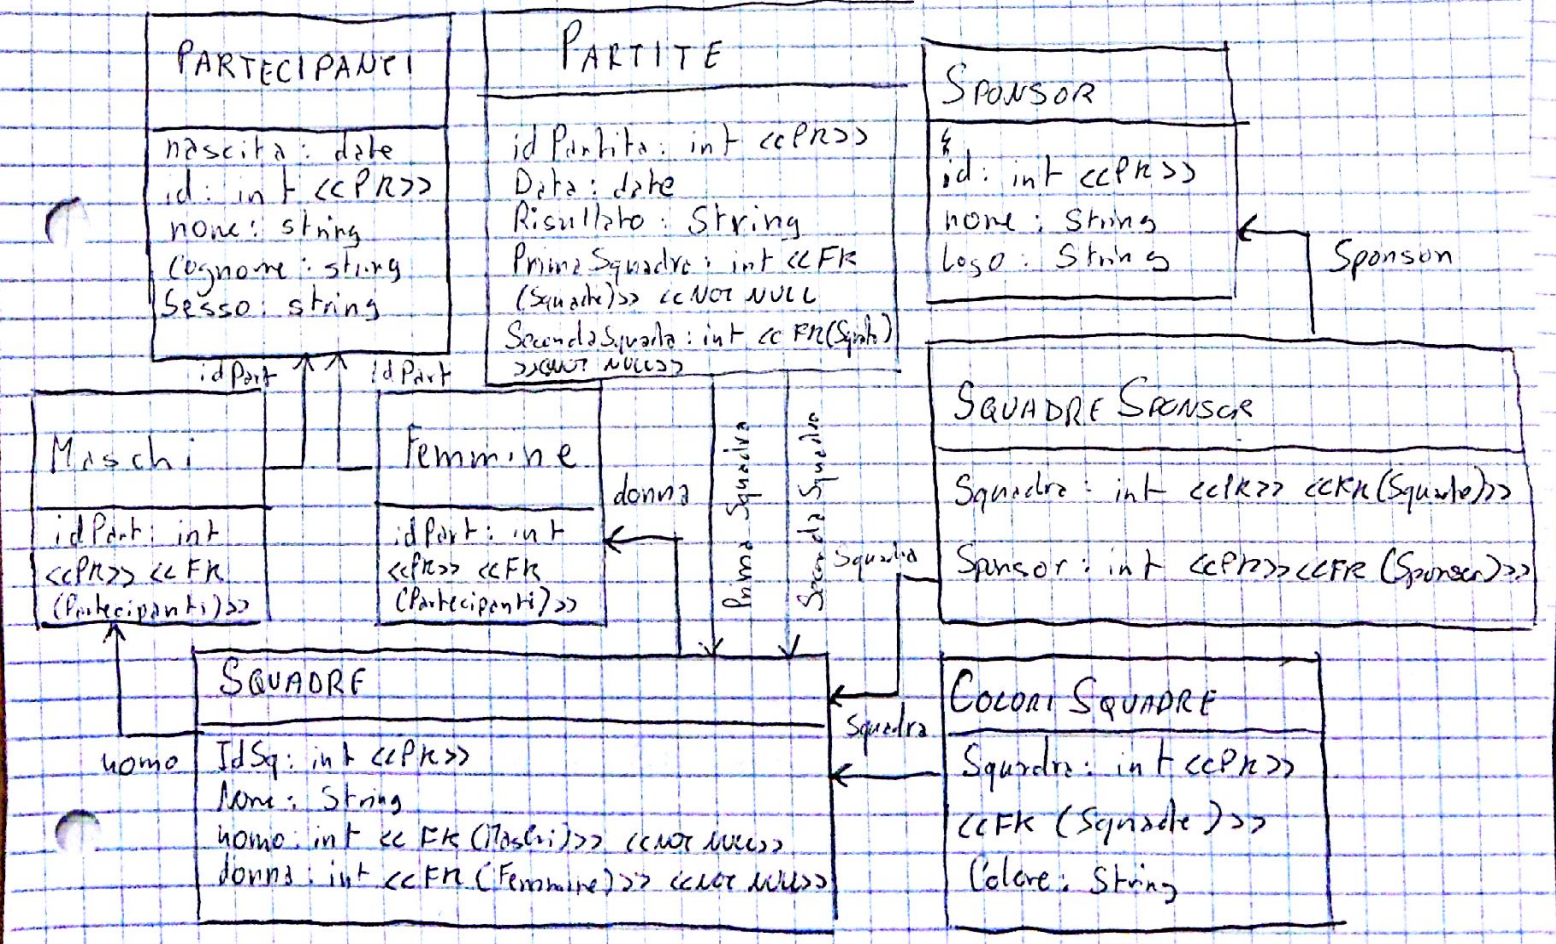 PARTECIPANTI
nascita: date
id: int <<PK>>
nome: string
Cognome: string
Sesso: string
PARTITE
idPartita: int <<PK>>
Data: date
Risultato: String
PrimaSquadra: int <<FK
(Squadre)>> <<NOT NULL
SecondaSquadra: int <<FK(Squadre)
>><<NOT NULL>>
SPONSOR
id: int <<PK>>
nome: String
Logo: String
Sponsor
idPart
idPart
Maschi
idPart: int
<<PK>> <<FK
(Partecipanti)>>
Femmine
idPart: int
<<PK>> <<FK
(Partecipanti)>>
donna
Prima Squadra
Seconda Squadra
SQUADRE SPONSOR
Squadra: int <<PK>> <<FK(Squadre)>>
Sponsor: int <<PK>><<FK (Sponsor)>>
Squadra
uomo
SQUADRE
IdSq: int <<PK>>
Nome: String
uomo: int <<FK(Maschi)>> <<NOT NULL>>
donna: int <<FK(Femmine)>> <<NOT NULL>>
Squadra
COLORI SQUADRE
Squadra: int <<PK>>
<<FK (Squadre)>>
Colore: String